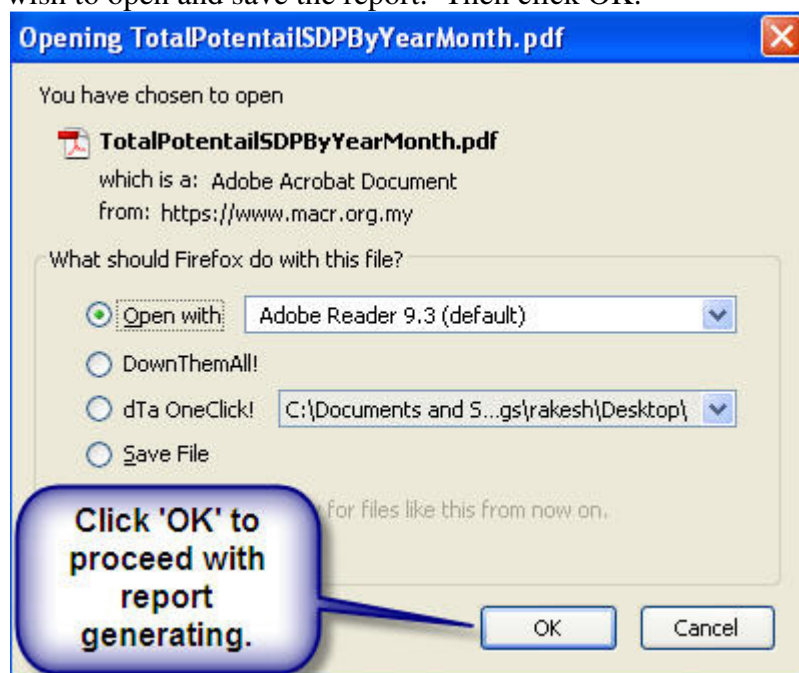 wish to open and save the report. Then click OK.
Opening TotalPotentailSDPByYearMonth.pdf
You have chosen to open
TotalPotentailSDPByYearMonth.pdf
which is a: Adobe Acrobat Document
from: https://www.macr.org.my
What should Firefox do with this file?
Open with Adobe Reader 9.3 (default)
DownThemAll!
dTa OneClick! C:\Documents and S...gs\rakesh\Desktop\
Save File
for files like this from now on.
Click 'OK' to
proceed with
report
generating.
OK Cancel